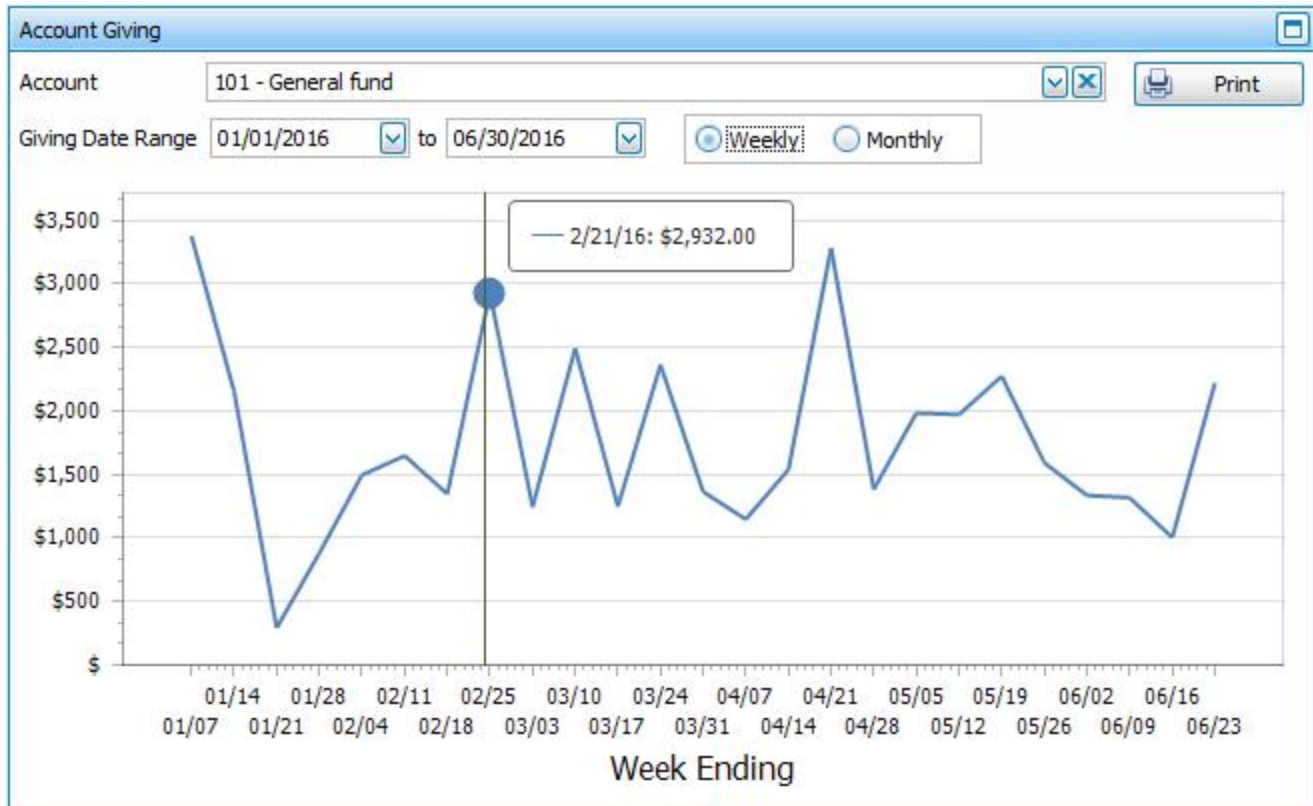 Account Giving
Account 101 - General fund Print
Giving Date Range 01/01/2016 to 06/30/2016 Weekly Monthly
2/21/16: $2,932.00
$3,500
$3,000
$2,500
$2,000
$1,500
$1,000
$500
$
01/14 01/28 02/11 02/25 03/10 03/24 04/07 04/21 05/05 05/19 06/02 06/16
01/07 01/21 02/04 02/18 03/03 03/17 03/31 04/14 04/28 05/12 05/26 06/09 06/23
Week Ending